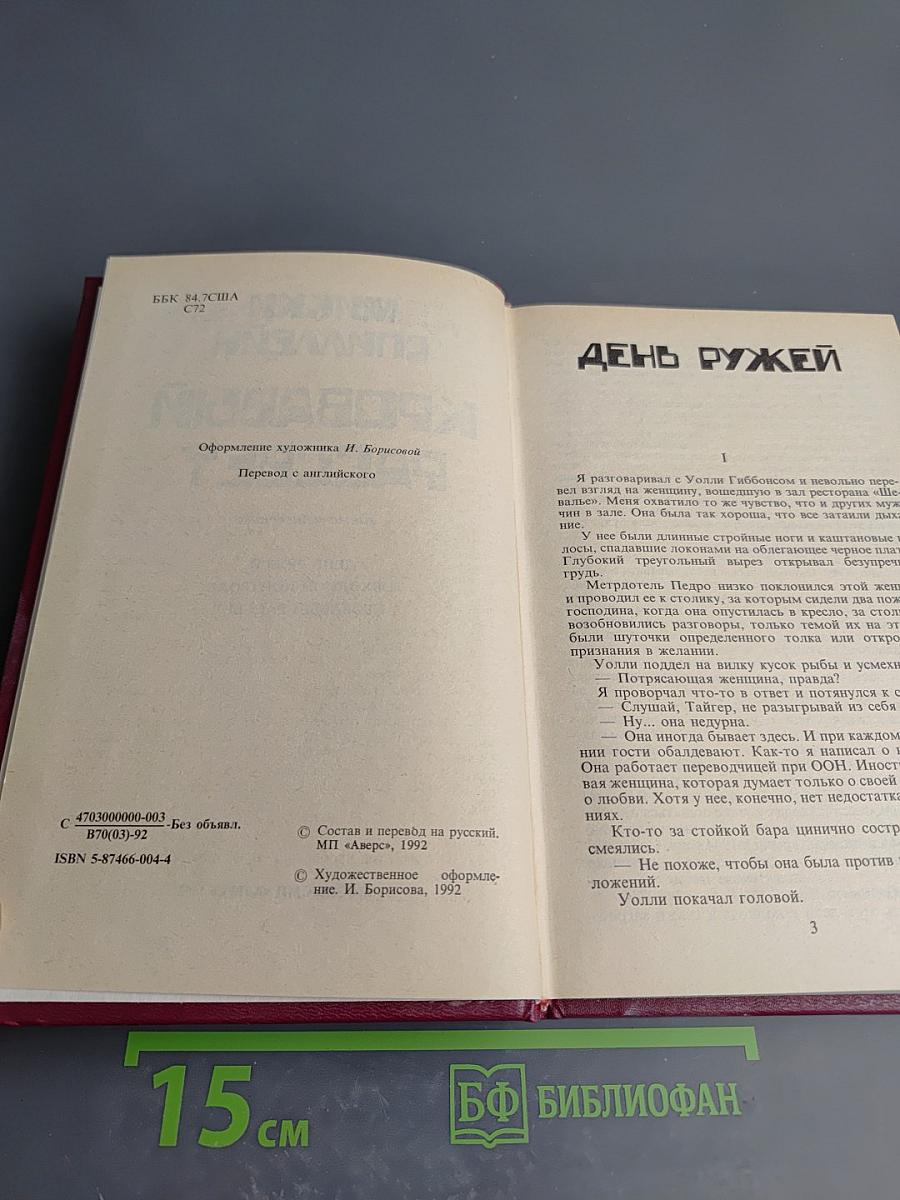 ББК 84.7США
С72
Оформление художника И. Борисовой
Перевод с английского
С 4703000000-003
В70(03)-92
-Без объявл.
ISBN 5-87466-004-4
© Состав и перевод на русский.
МП «Аверс», 1992
© Художественное оформле-
ние. И. Борисова, 1992
ДЕНЬ РУЖЕЙ
I
Я разговаривал с Уолли Гиббонсом и невольно пере-
вел взгляд на женщину, вошедшую в зал ресторана «Ше-
валье». Меня охватило то же чувство, что и других муж
чин в зале. Она была так хороша, что все затаили дыха
ние.
У нее были длинные стройные ноги и каштановые
лосы, спадавшие локонами на облегающее черное плат
Глубокий треугольный вырез открывал безупречн
грудь.
Метрдотель Педро низко поклонился этой жен
и проводил ее к столику, за которым сидели два пож
господина, когда она опустилась в кресло, за стол
возобновились разговоры, только темой их на эт
были шуточки определенного толка или откро
признания в желании.
Уолли поддел на вилку кусок рыбы и усмехн
— Потрясающая женщина, правда?
Я проворчал что-то в ответ и потянулся к с
— Слушай, Тайгер, не разыгрывай из себя
— Ну... она недурна.
— Она иногда бывает здесь. И при каждом
нии гости обалдевают. Как-то я написал о н
Она работает переводчицей при ООН. Иност
вая женщина, которая думает только о своей
о любви. Хотя у нее, конечно, нет недостатка
ниях.
Кто-то за стойкой бара цинично состр
смеялись.
— Не похоже, чтобы она была против
ложений.
Уолли покачал головой.
3
15 см
БФ БИБЛИОФАН